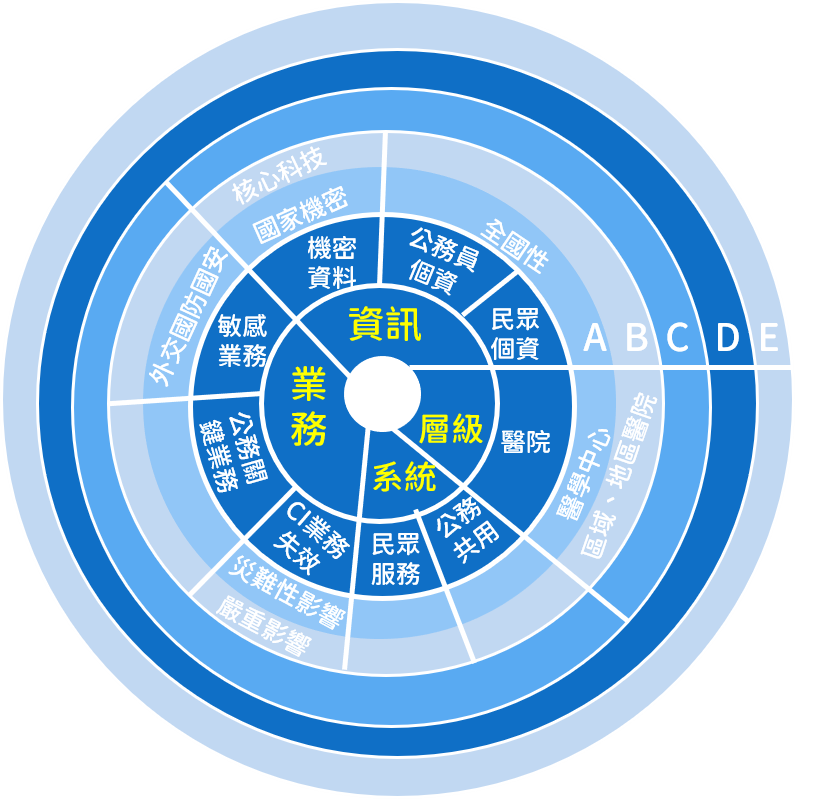 核心科技
國家機密
機密
資料
公務員
個資
全國性
民眾
個資
資訊
A B C D E
外交國防國安
敏感
業務
業
務
層級
醫院
醫學中心
區域、地區醫院
系統
公務關
鍵業務
CI業務
失效
民眾
服務
公務
共用
災難性影響
嚴重影響